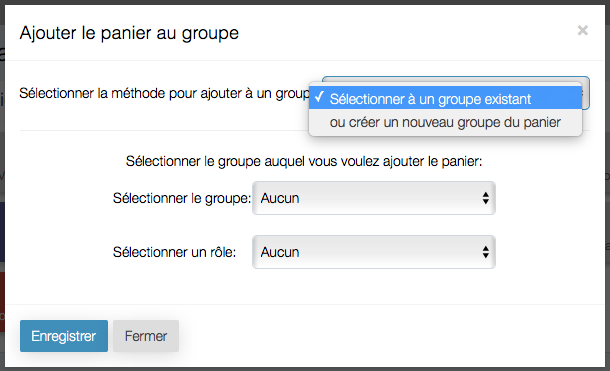 Ajouter le panier au groupe
×
Sélectionner la méthode pour ajouter à un group
✓ Sélectionner à un groupe existant
ou créer un nouveau groupe du panier
Sélectionner le groupe auquel vous voulez ajouter le panier:
Sélectionner le groupe: Aucun
Sélectionner un rôle: Aucun
Enregistrer Fermer